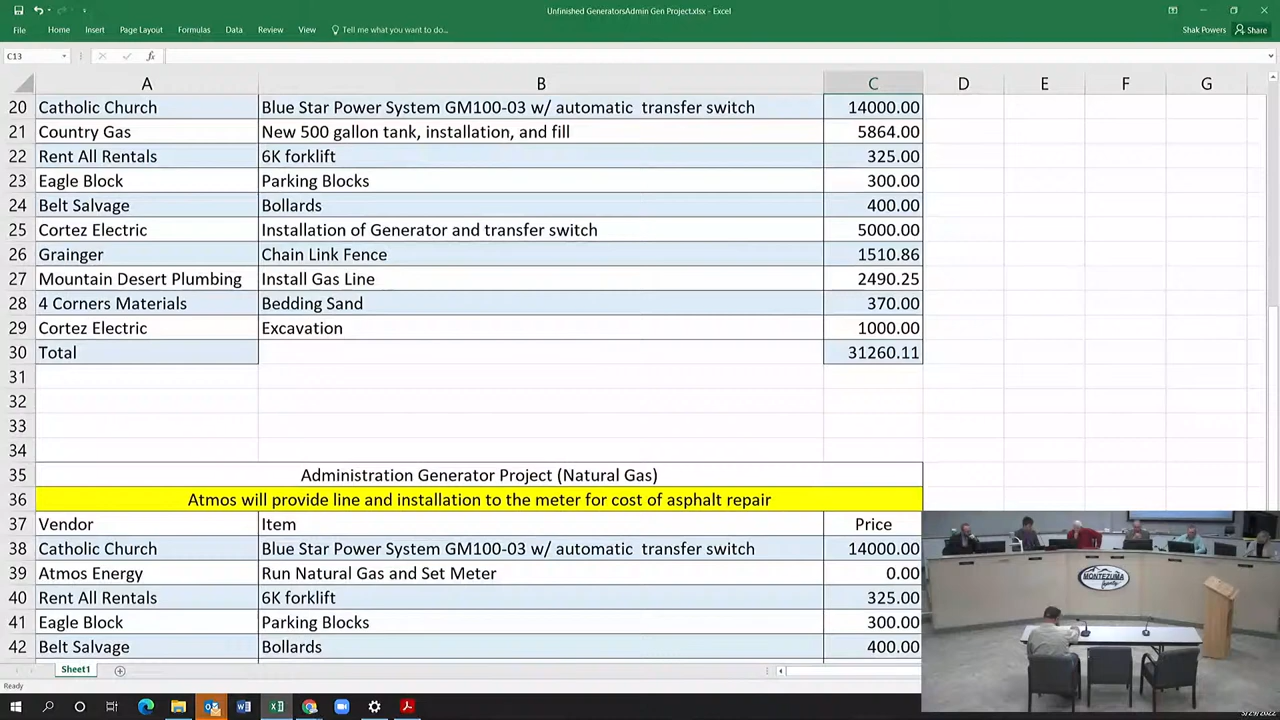 Unfinished GeneratorsAdmin Gen Project.xlsx - Excel
File Home Insert Page Layout Formulas Data Review View Tell me what you want to do... Shak Powers Share
C13 fx
A B C D E F G
20 Catholic Church Blue Star Power System GM100-03 w/ automatic transfer switch 14000.00
21 Country Gas New 500 gallon tank, installation, and fill 5864.00
22 Rent All Rentals 6K forklift 325.00
23 Eagle Block Parking Blocks 300.00
24 Belt Salvage Bollards 400.00
25 Cortez Electric Installation of Generator and transfer switch 5000.00
26 Grainger Chain Link Fence 1510.86
27 Mountain Desert Plumbing Install Gas Line 2490.25
28 4 Corners Materials Bedding Sand 370.00
29 Cortez Electric Excavation 1000.00
30 Total 31260.11
31
32
33
34
35 Administration Generator Project (Natural Gas)
36 Atmos will provide line and installation to the meter for cost of asphalt repair
37 Vendor Item Price
38 Catholic Church Blue Star Power System GM100-03 w/ automatic transfer switch 14000.00
39 Atmos Energy Run Natural Gas and Set Meter 0.00
40 Rent All Rentals 6K forklift 325.00
41 Eagle Block Parking Blocks 300.00
42 Belt Salvage Bollards 400.00
MONTEZUMA
Sheet1
Ready